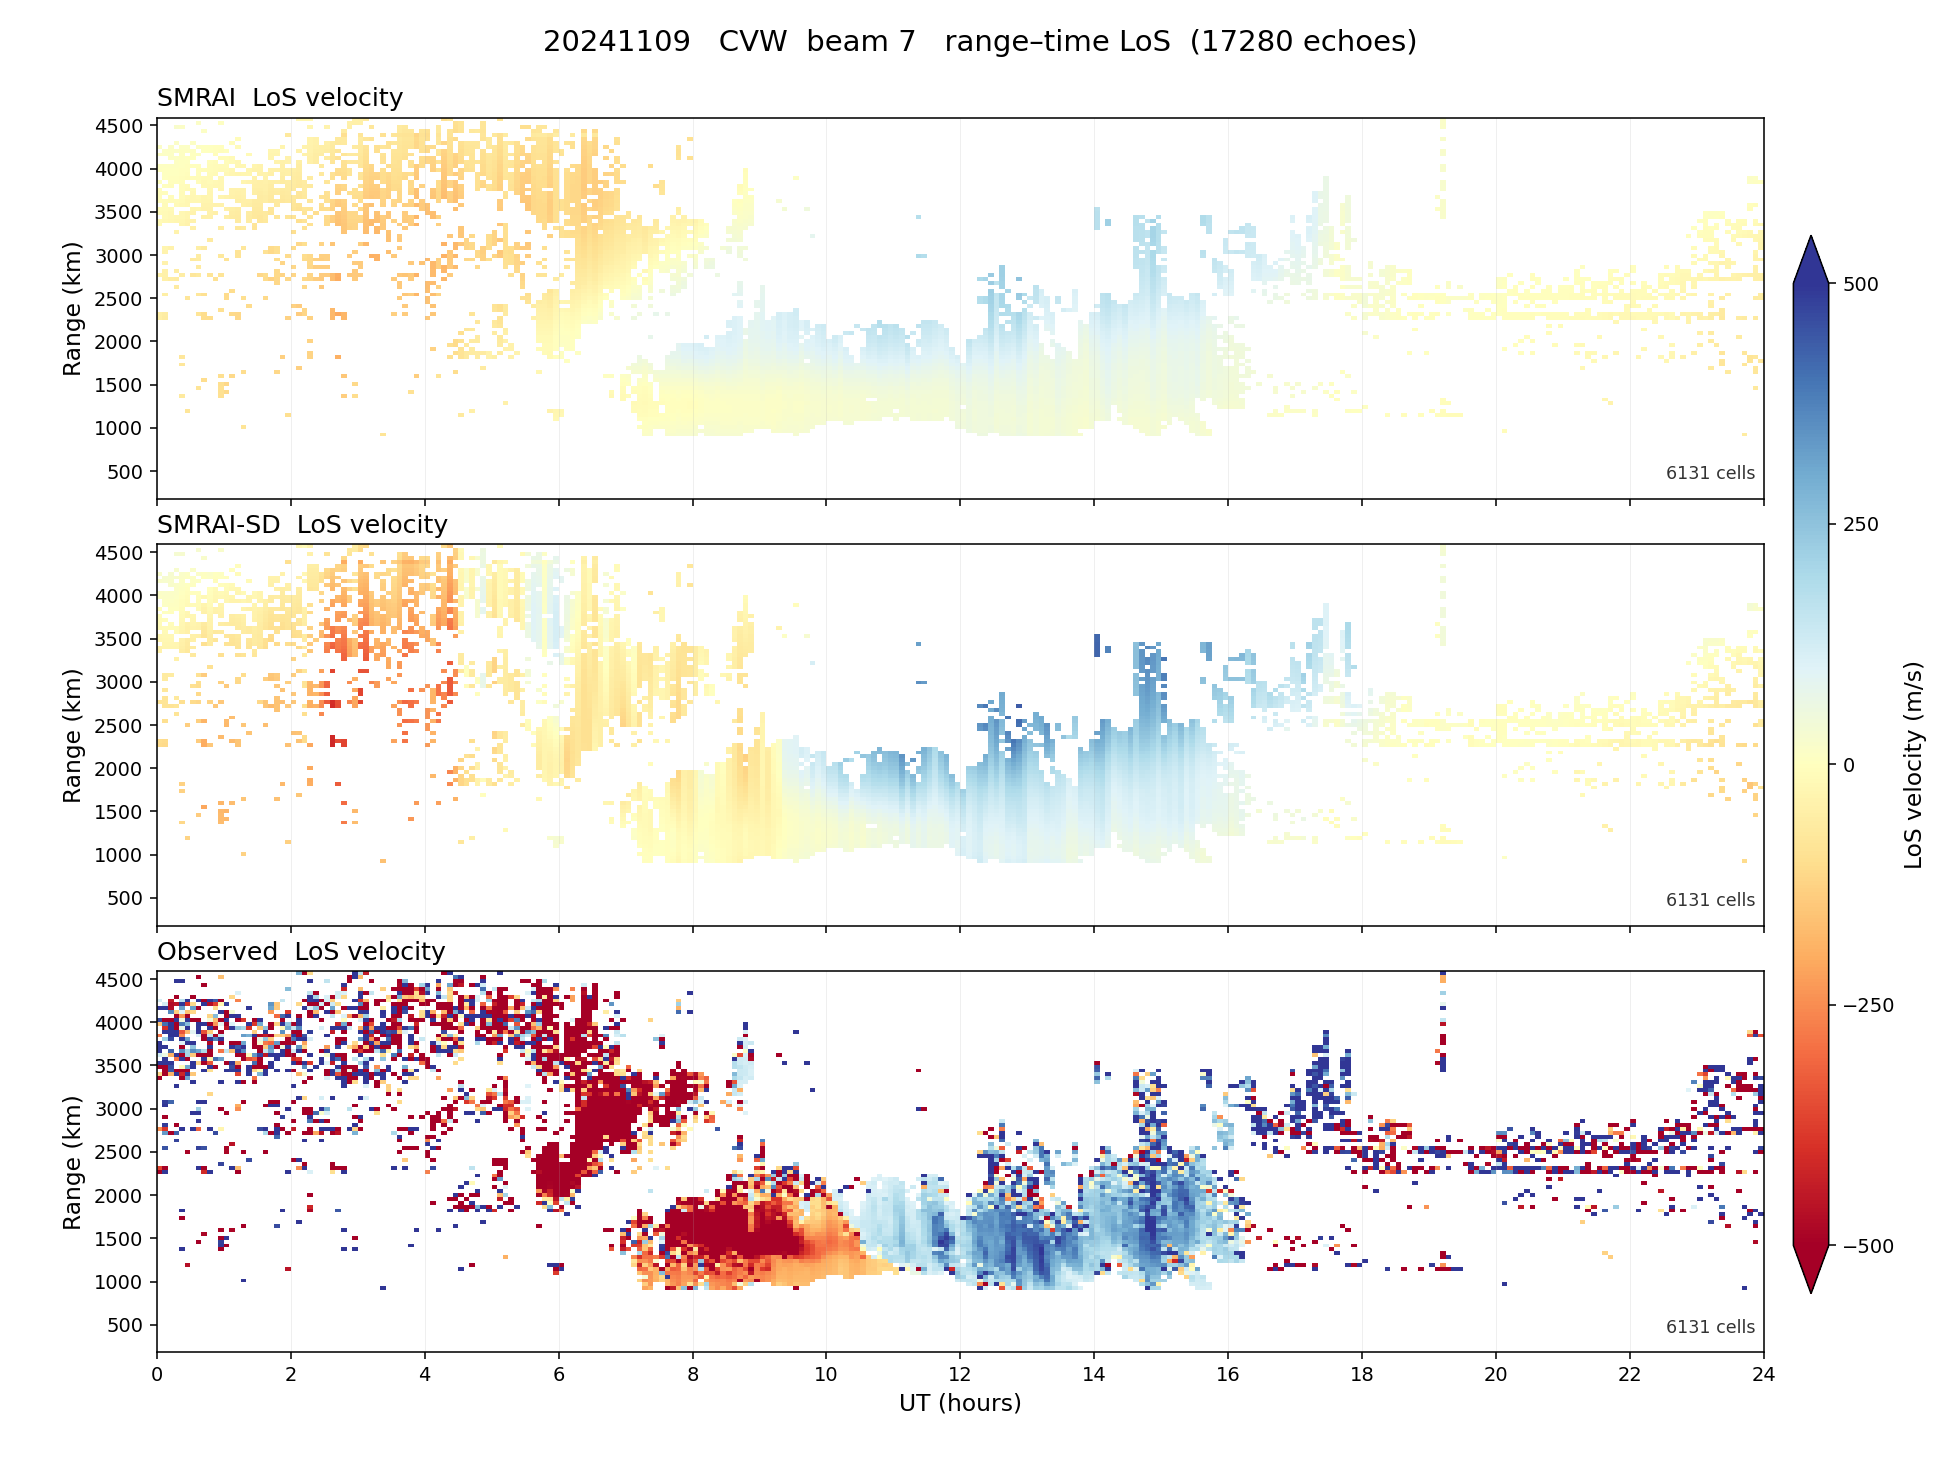 20241109   CVW  beam 7   range–time LoS  (17280 echoes)
SMRAI  LoS velocity
4500
4000
3500
3000
2500
2000
1500
1000
500
Range (km)
6131 cells
SMRAI-SD  LoS velocity
4500
4000
3500
3000
2500
2000
1500
1000
500
Range (km)
6131 cells
Observed  LoS velocity
4500
4000
3500
3000
2500
2000
1500
1000
500
Range (km)
6131 cells
0 2 4 6 8 10 12 14 16 18 20 22 24
UT (hours)
500
250
0
−250
−500
LoS velocity (m/s)